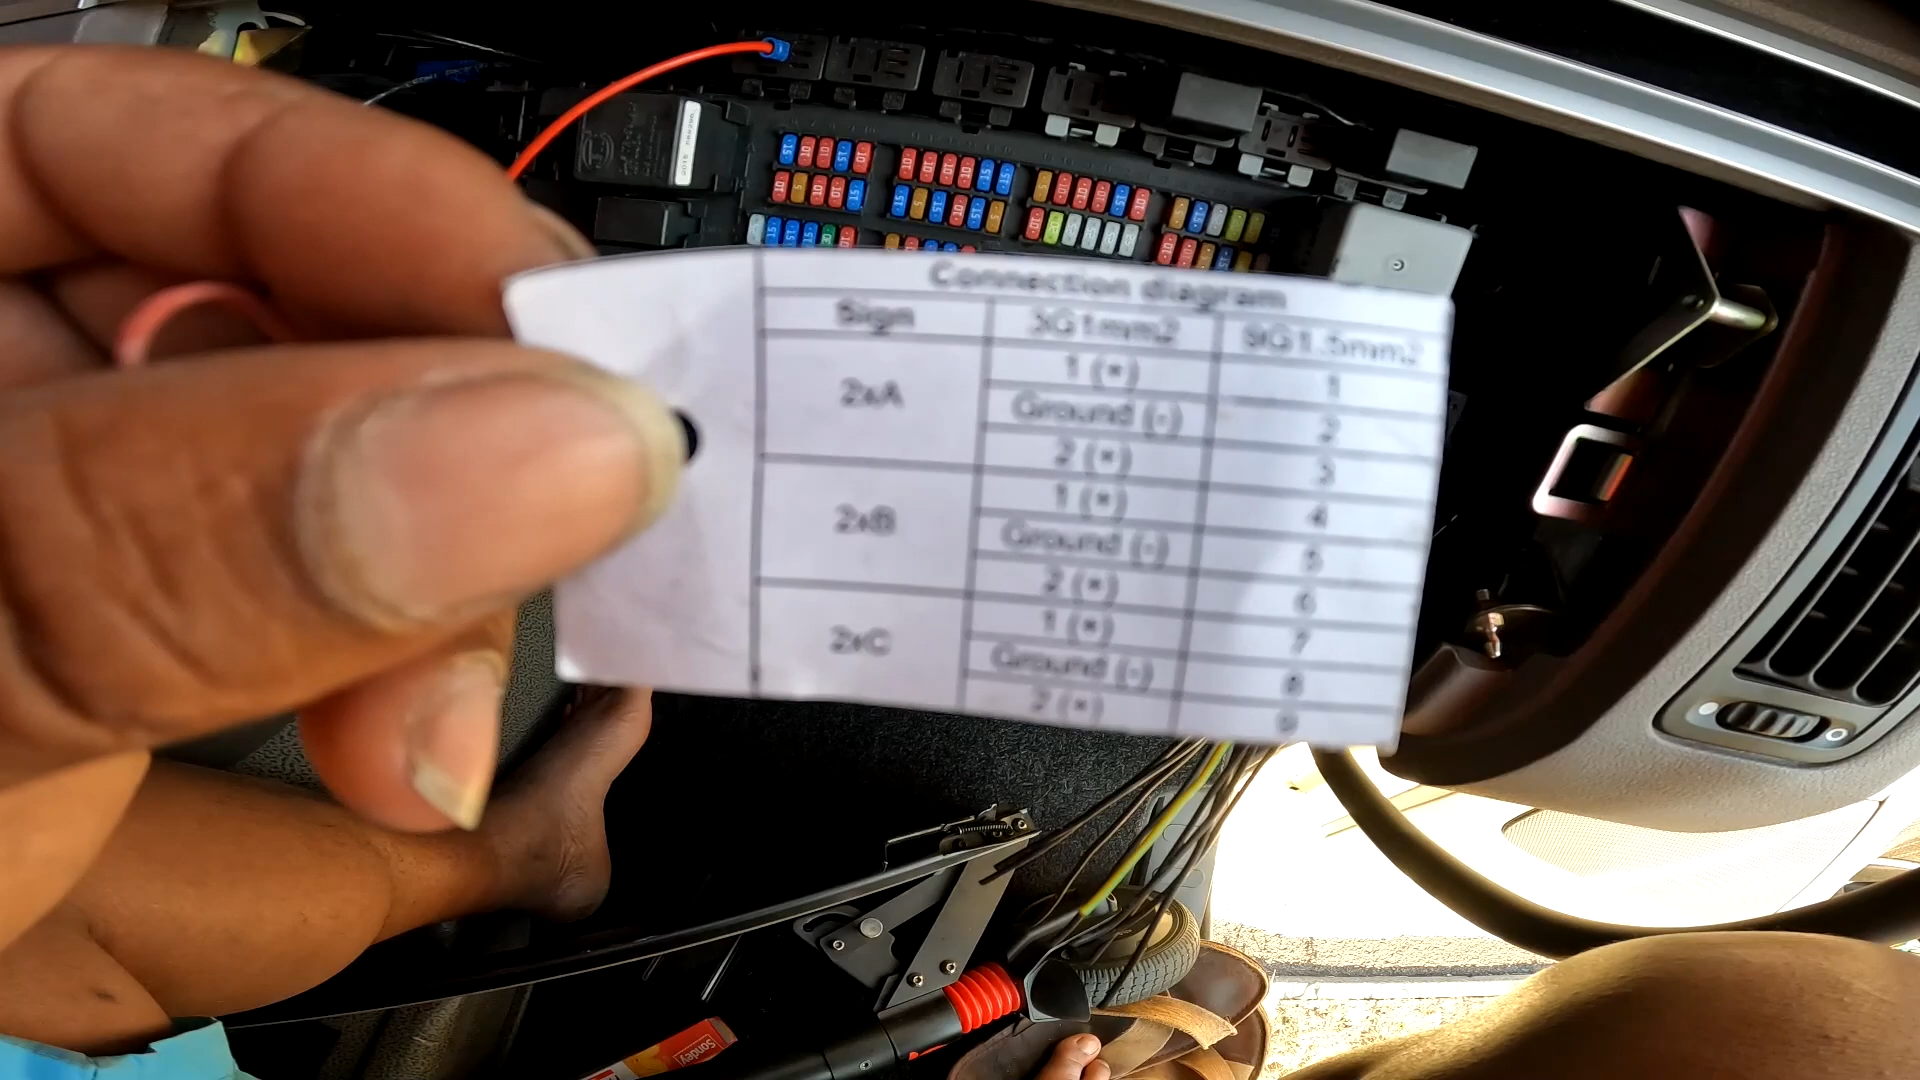 Connection diagram
Sign 3G1mm2 9G1.5mm2
2xA 1 (+) 1
Ground (-) 2
2 (+) 3
2xB 1 (+) 4
Ground (-) 5
2 (+) 6
2xC 1 (+) 7
Ground (-) 8
2 (+) 9
Sondey